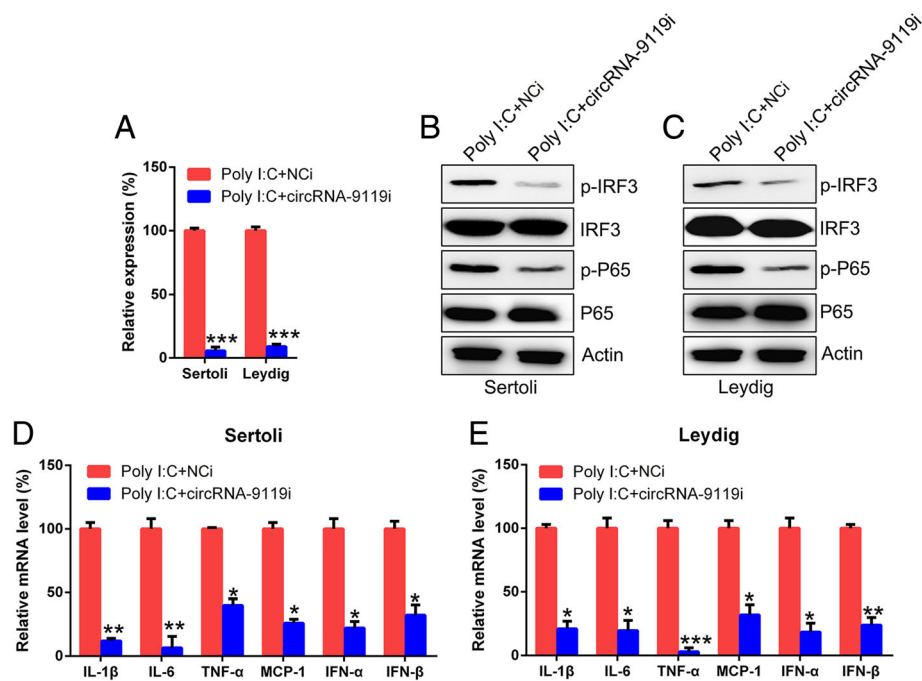 A
150
100
50
0
Relative expression (%)
Poly I:C+NCi
Poly I:C+circRNA-9119i
***
***
Sertoli
Leydig
B
Poly I:C+NCi
Poly I:C+circRNA-9119i
p-IRF3
IRF3
p-P65
P65
Actin
Sertoli
C
Poly I:C+NCi
Poly I:C+circRNA-9119i
p-IRF3
IRF3
p-P65
P65
Actin
Leydig
D
Sertoli
150
100
50
0
Relative mRNA level (%)
Poly I:C+NCi
Poly I:C+circRNA-9119i
** ** * * * *
IL-1β IL-6 TNF-α MCP-1 IFN-α IFN-β
E
Leydig
150
100
50
0
Relative mRNA level (%)
Poly I:C+NCi
Poly I:C+circRNA-9119i
* * *** * * **
IL-1β IL-6 TNF-α MCP-1 IFN-α IFN-β